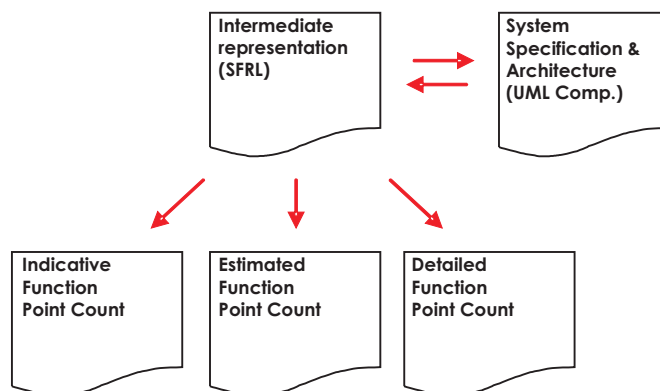 Intermediate
representation
(SFRL)
System
Specification &
Architecture
(UML Comp.)
Indicative
Function
Point Count
Estimated
Function
Point Count
Detailed
Function
Point Count